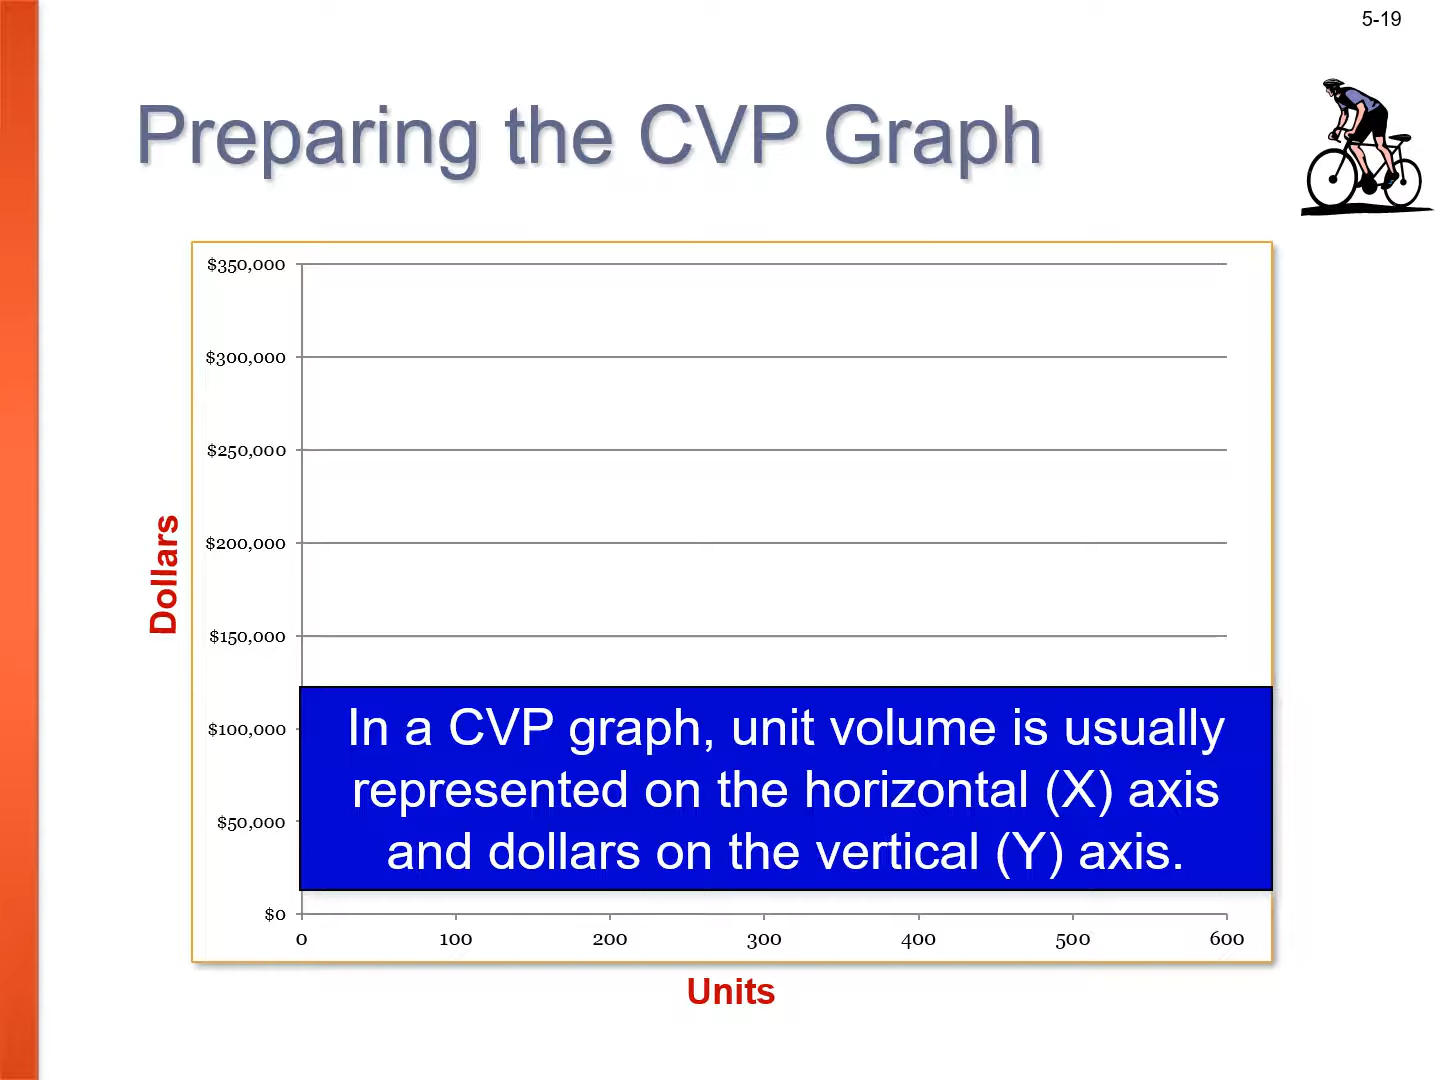 5-19
Preparing the CVP Graph
$350,000
$300,000
$250,000
$200,000
$150,000
$100,000
$50,000
$0
Dollars
In a CVP graph, unit volume is usually
represented on the horizontal (X) axis
and dollars on the vertical (Y) axis.
0 100 200 300 400 500 600
Units